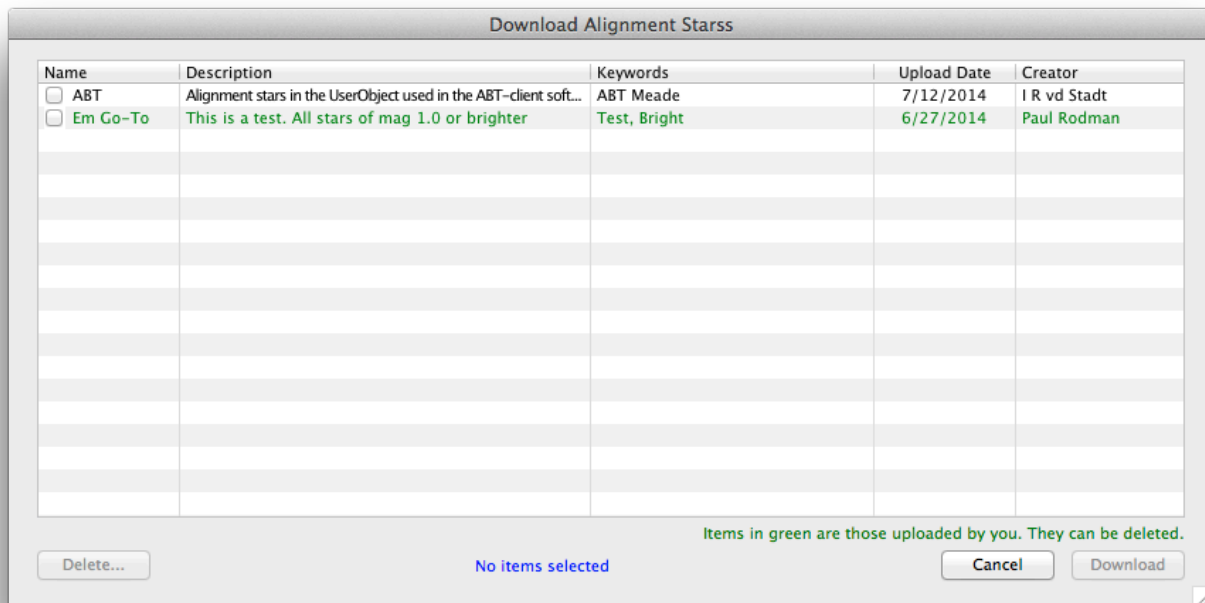 Download Alignment Starss
Name Description Keywords Upload Date Creator
ABT Alignment stars in the UserObject used in the ABT-client soft... ABT Meade 7/12/2014 I R vd Stadt
Em Go-To This is a test. All stars of mag 1.0 or brighter Test, Bright 6/27/2014 Paul Rodman
Items in green are those uploaded by you. They can be deleted.
Delete... No items selected Cancel Download